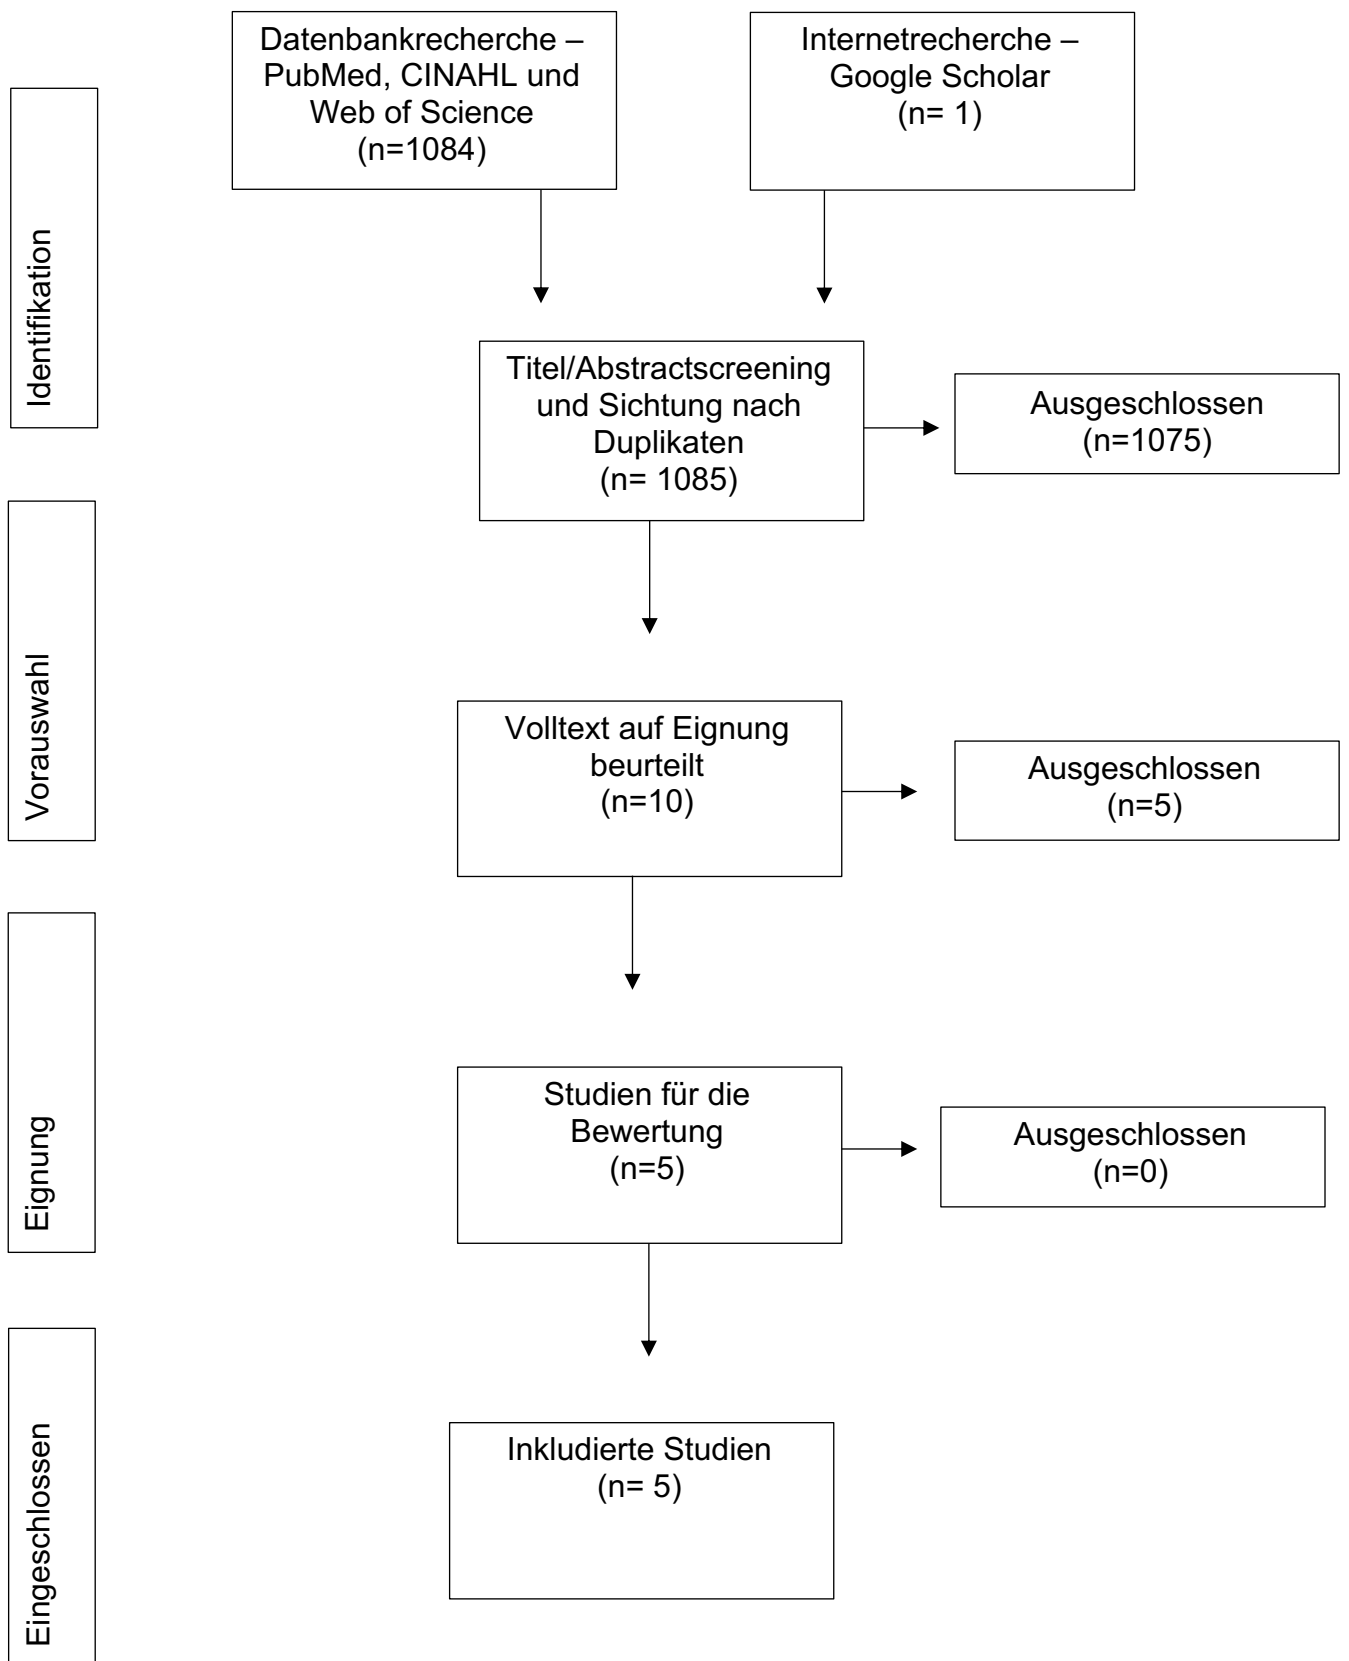 Datenbankrecherche –
PubMed, CINAHL und
Web of Science
(n=1084)
Internetrecherche –
Google Scholar
(n= 1)
Identifikation
Titel/Abstractscreening
und Sichtung nach
Duplikaten
(n= 1085)
Ausgeschlossen
(n=1075)
Vorauswahl
Volltext auf Eignung
beurteilt
(n=10)
Ausgeschlossen
(n=5)
Eignung
Studien für die
Bewertung
(n=5)
Ausgeschlossen
(n=0)
Eingeschlossen
Inkludierte Studien
(n= 5)